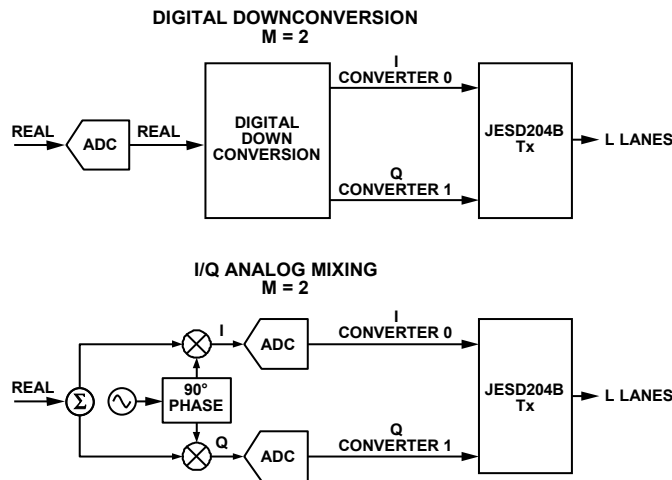 DIGITAL DOWNCONVERSION
M = 2
I
CONVERTER 0
REAL
ADC
REAL
DIGITAL
DOWN
CONVERSION
JESD204B
Tx
L LANES
Q
CONVERTER 1
I/Q ANALOG MIXING
M = 2
I
ADC
I
CONVERTER 0
REAL
Σ
90°
PHASE
JESD204B
Tx
L LANES
Q
ADC
Q
CONVERTER 1